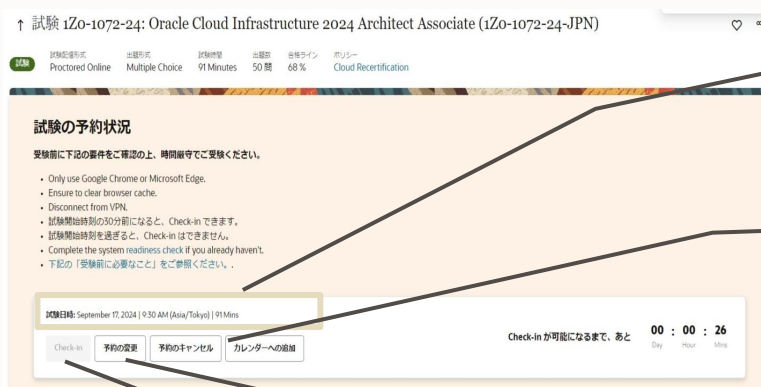 ↑ 試験 1Z0-1072-24: Oracle Cloud Infrastructure 2024 Architect Associate (1Z0-1072-24-JPN)
試験 試験配信形式 出題形式 試験時間 出題数 合格ライン ポリシー
Proctored Online Multiple Choice 91 Minutes 50 問 68 % Cloud Recertification
試験の予約状況
受験前に下記の要件をご確認の上、時間厳守でご受験ください。
• Only use Google Chrome or Microsoft Edge.
• Ensure to clear browser cache.
• Disconnect from VPN.
• 試験開始時刻の30分前になると、Check-in できます。
• 試験開始時刻を過ぎると、Check-in はできません。
• Complete the system readiness check if you already haven't.
• 下記の「受験前に必要なこと」をご参照ください。.
試験日時: September 17, 2024 | 9:30 AM (Asia/Tokyo) | 91 Mins
Check-in 予約の変更 予約のキャンセル カレンダーへの追加
Check-in が可能になるまで、あと 00 : 00 : 26
Day Hour Mins